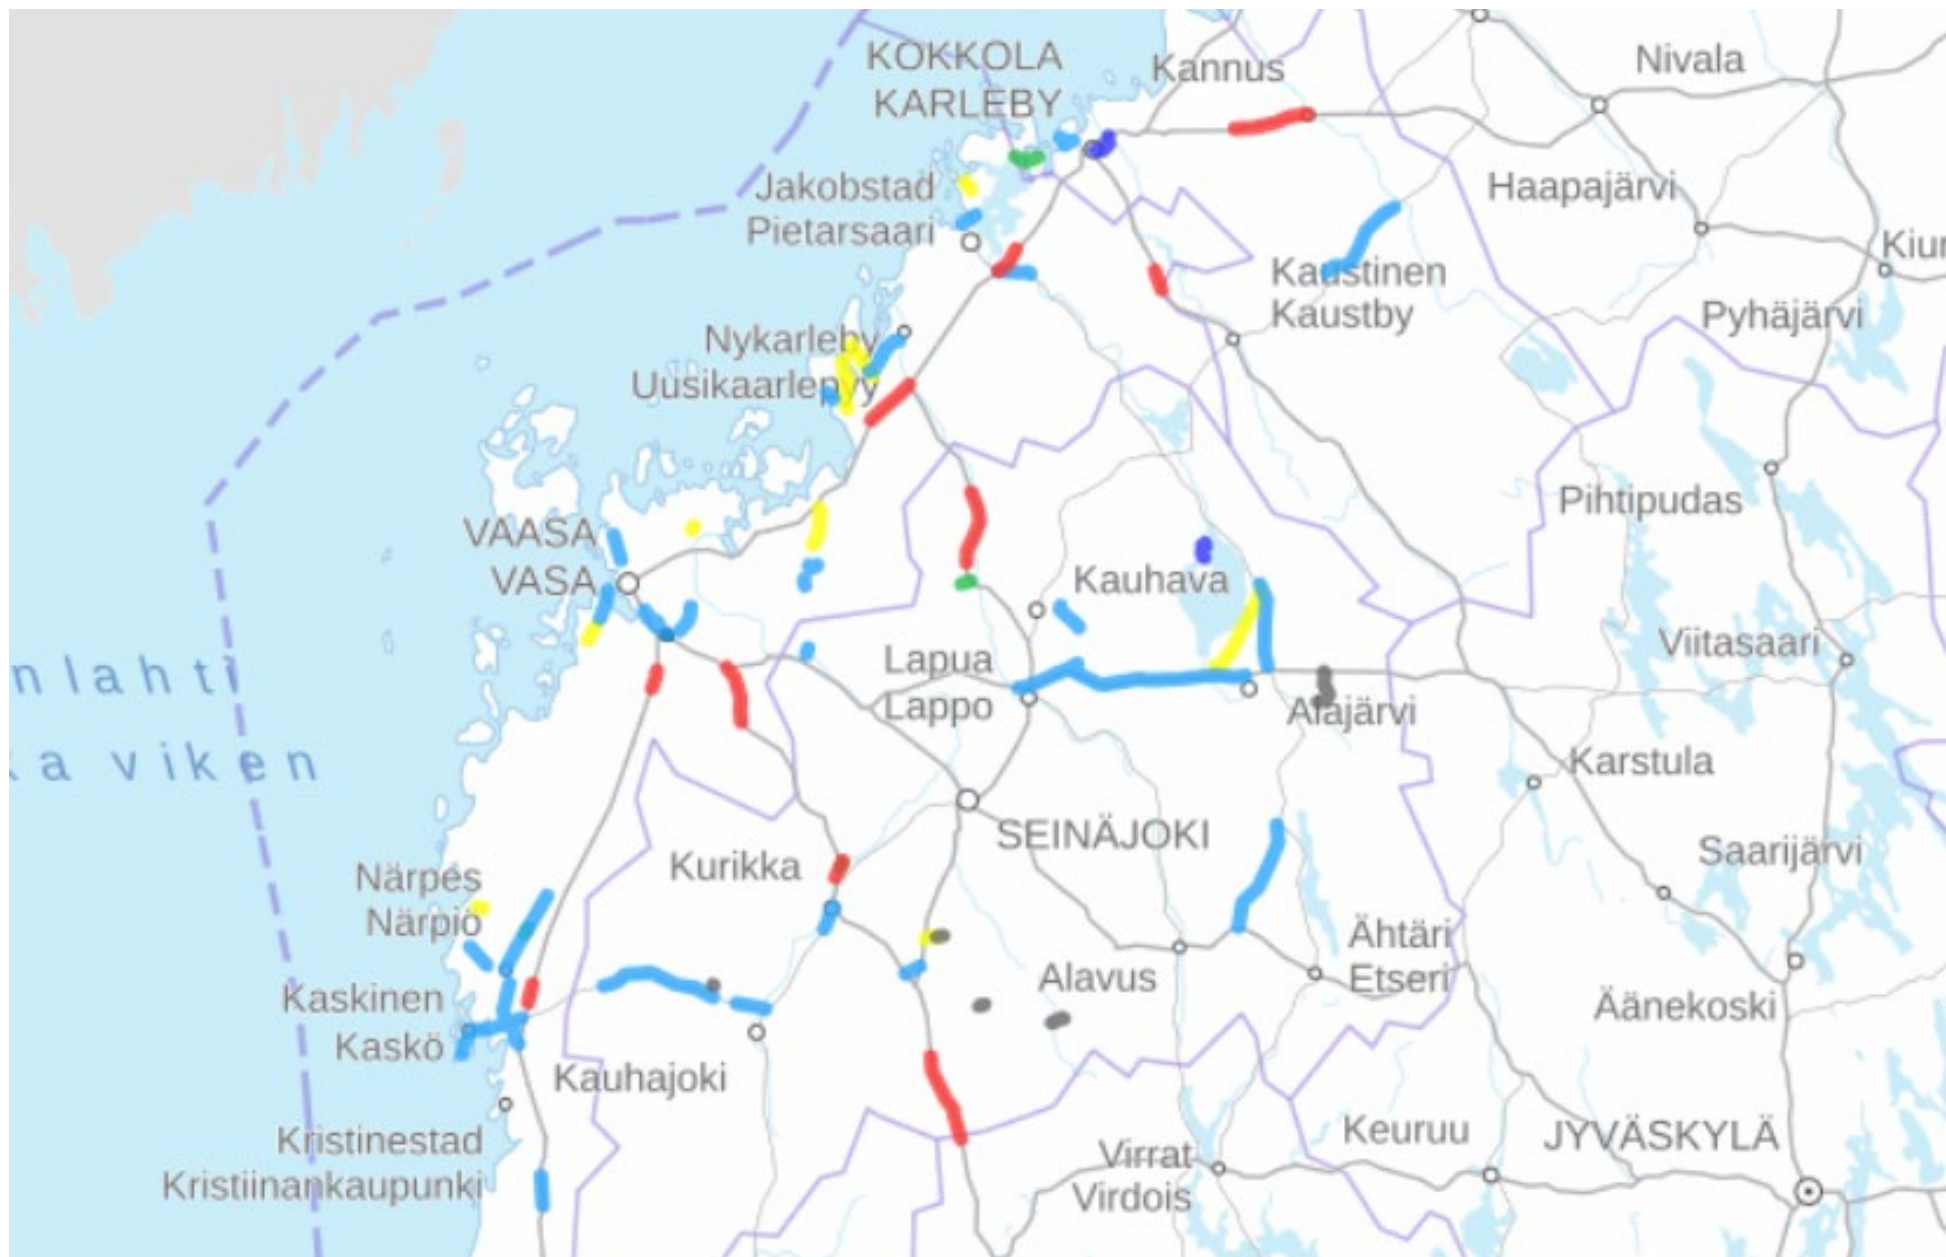 KOKKOLA
KARLEBY
Kannus
Nivala
Jakobstad
Pietarsaari
Haapajärvi
Kaustinen
Kaustby
Pyhäjärvi
Nykarleby
Uusikaarlepyy
Pihtipudas
VAASA
VASA
Kauhava
Viitasaari
nlahti
Lapua
Lappo
Alajärvi
ka viken
Karstula
SEINÄJOKI
Saarijärvi
Kurikka
Närpes
Närpiö
Ähtäri
Etseri
Alavus
Kaskinen
Kaskö
Äänekoski
Kauhajoki
Kristinestad
Kristiinankaupunki
Keuruu
JYVÄSKYLÄ
Virrat
Virdois